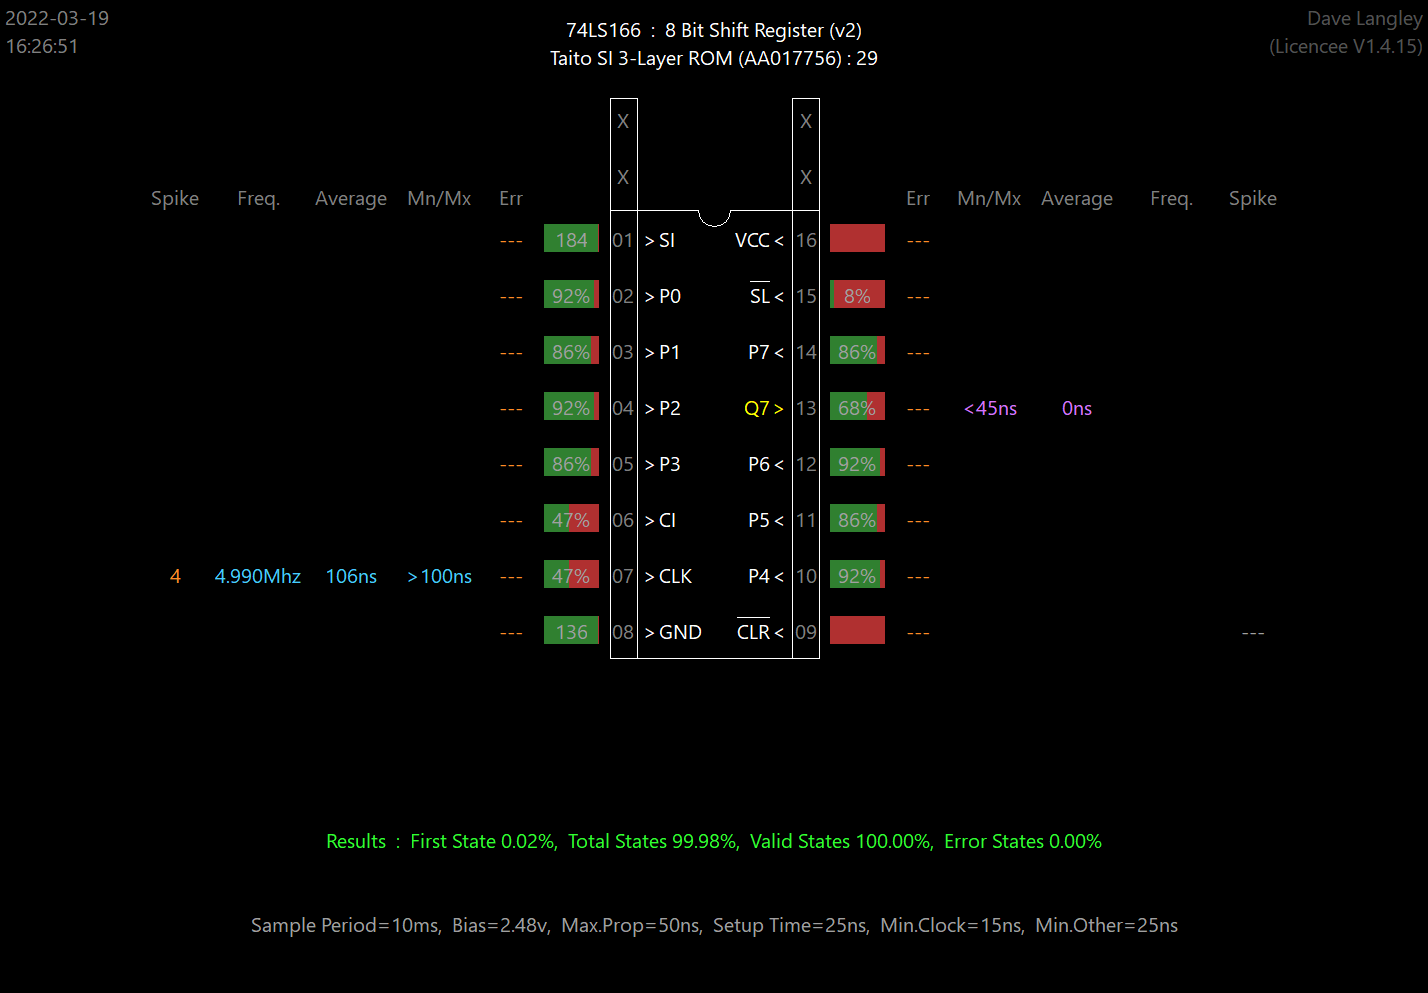 2022-03-19
16:26:51
74LS166 : 8 Bit Shift Register (v2)
Taito SI 3-Layer ROM (AA017756) : 29
Dave Langley
(Licencee V1.4.15)
X X
X X
Spike Freq. Average Mn/Mx Err Err Mn/Mx Average Freq. Spike
--- 184 01 >SI VCC< 16 ---
--- 92% 02 >P0 SL< 15 8% ---
--- 86% 03 >P1 P7< 14 86% ---
--- 92% 04 >P2 Q7> 13 68% --- <45ns 0ns
--- 86% 05 >P3 P6< 12 92% ---
--- 47% 06 >CI P5< 11 86% ---
4 4.990Mhz 106ns >100ns --- 47% 07 >CLK P4< 10 92% ---
--- 136 08 >GND CLR< 09 --- ---
Results : First State 0.02%, Total States 99.98%, Valid States 100.00%, Error States 0.00%
Sample Period=10ms, Bias=2.48v, Max.Prop=50ns, Setup Time=25ns, Min.Clock=15ns, Min.Other=25ns